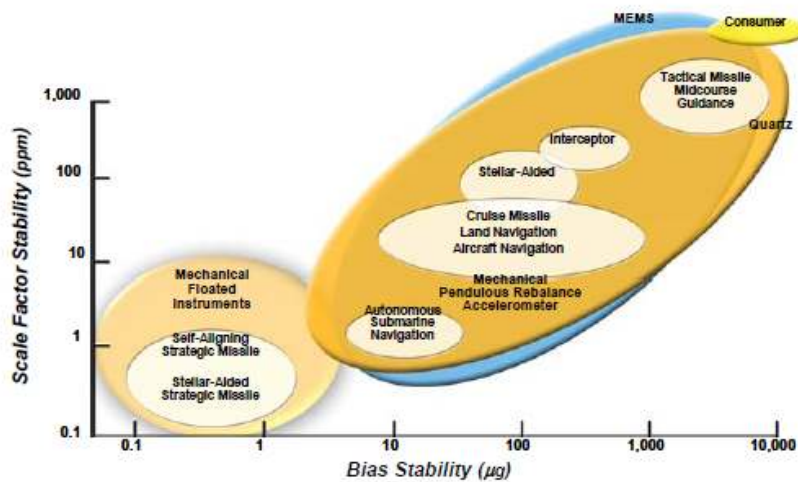 MEMS
Consumer
Tactical Missile
Midcourse
Guidance
Quartz
Interceptor
Stellar-Aided
Cruise Missile
Land Navigation
Aircraft Navigation
Mechanical
Pendulous Rebalance
Accelerometer
Autonomous
Submarine
Navigation
Mechanical
Floated
Instruments
Self-Aligning
Strategic Missile
Stellar-Aided
Strategic Missile
Scale Factor Stability (ppm)
1,000
100
10
1
0.1
0.1
1
10
100
1,000
10,000
Bias Stability (µg)